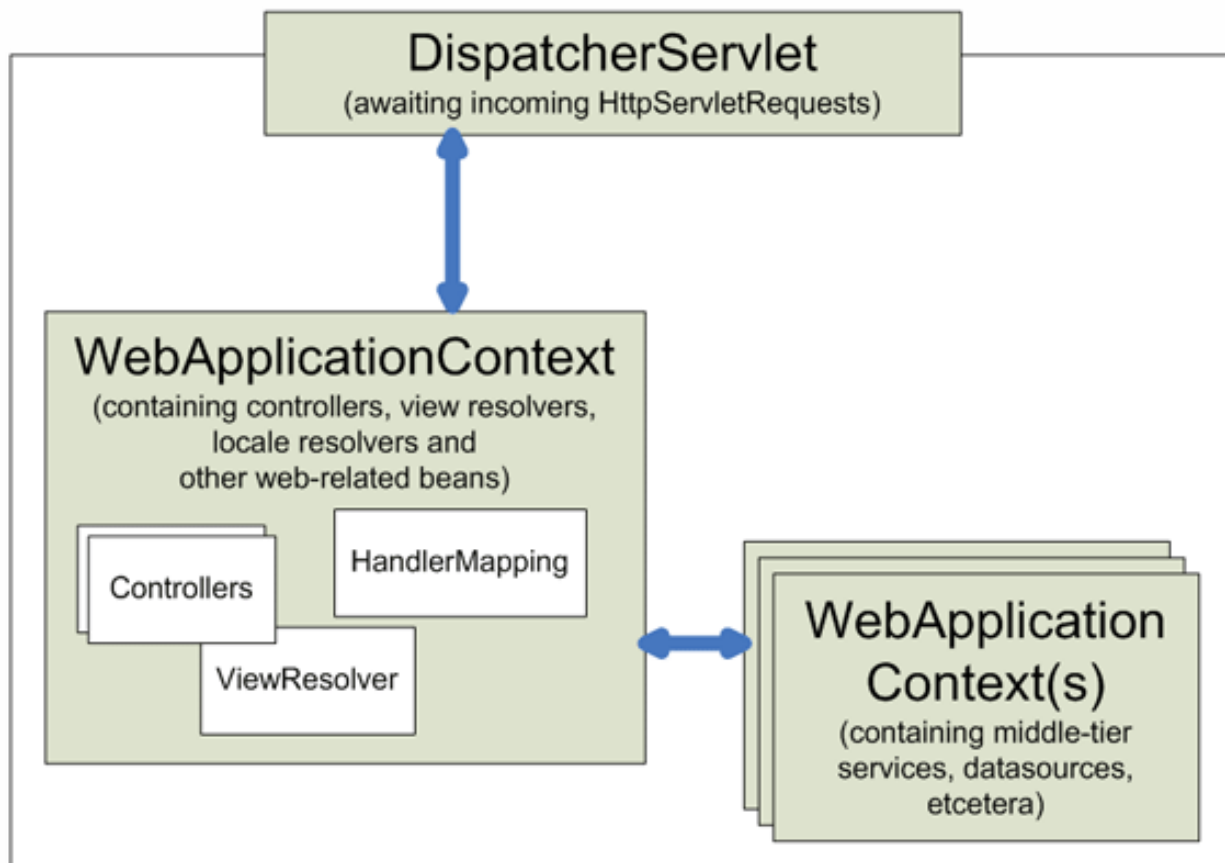 DispatcherServlet
(awaiting incoming HttpServletRequests)
WebApplicationContext
(containing controllers, view resolvers,
locale resolvers and
other web-related beans)
HandlerMapping
Controllers
ViewResolver
WebApplication
Context(s)
(containing middle-tier
services, datasources,
etcetera)